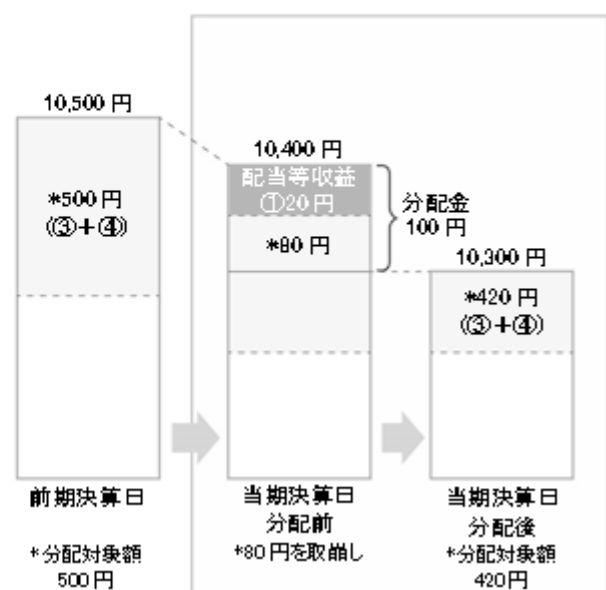 10,500 円
*500 円
(③+④)
10,400 円
配当等収益
①20 円
*80 円
分配金
100 円
10,300 円
*420 円
(③+④)
前期決算日
*分配対象額
500 円
当期決算日
分配前
*80 円を取崩し
当期決算日
分配後
*分配対象額
420円